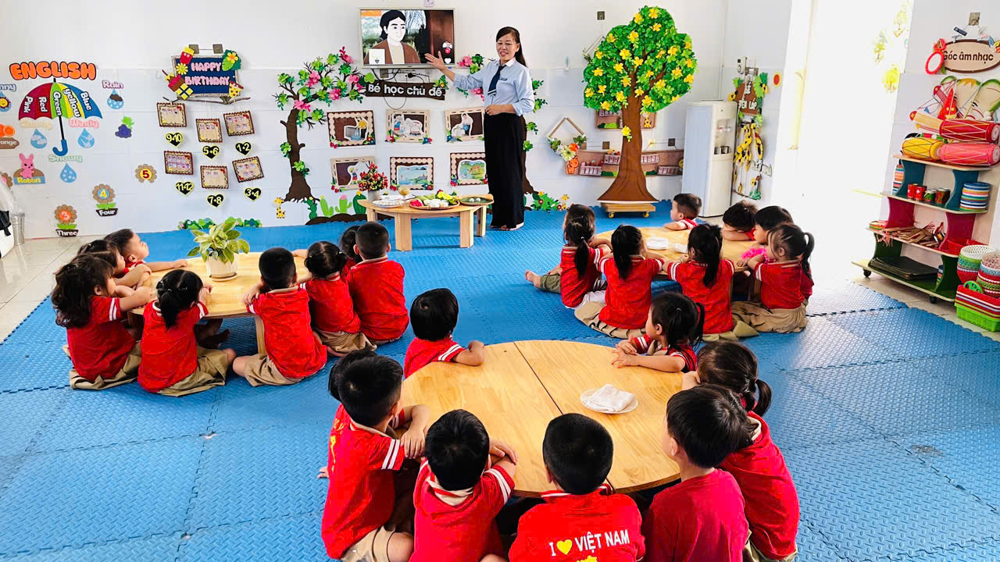 ENGLISH
Pink
Red
Green
Yellow
Blue
Rain
Cloudy
Windy
Snowy
Rabbit
Three
Four
4
5
HAPPY
BIRTHDAY
9•10
5•6
1•2
11•12
7•8
3•4
Bé học chủ đề
Góc âm nhạc
I VIỆT NAM